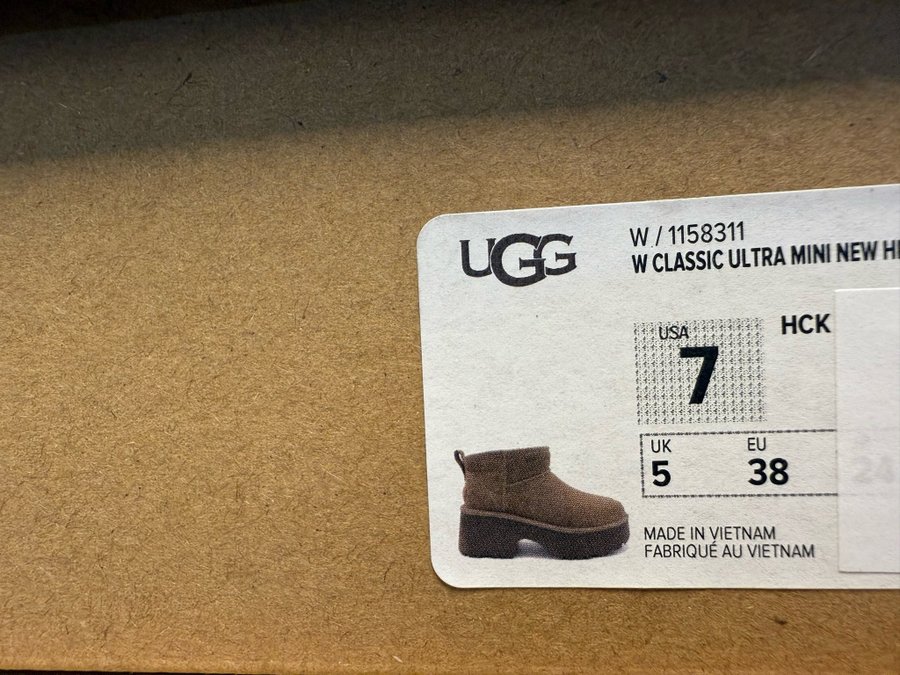 UGG
W / 1158311
W CLASSIC ULTRA MINI NEW
USA
7
HCK
UK EU
5 38 24
MADE IN VIETNAM
FABRIQUÉ AU VIETNAM